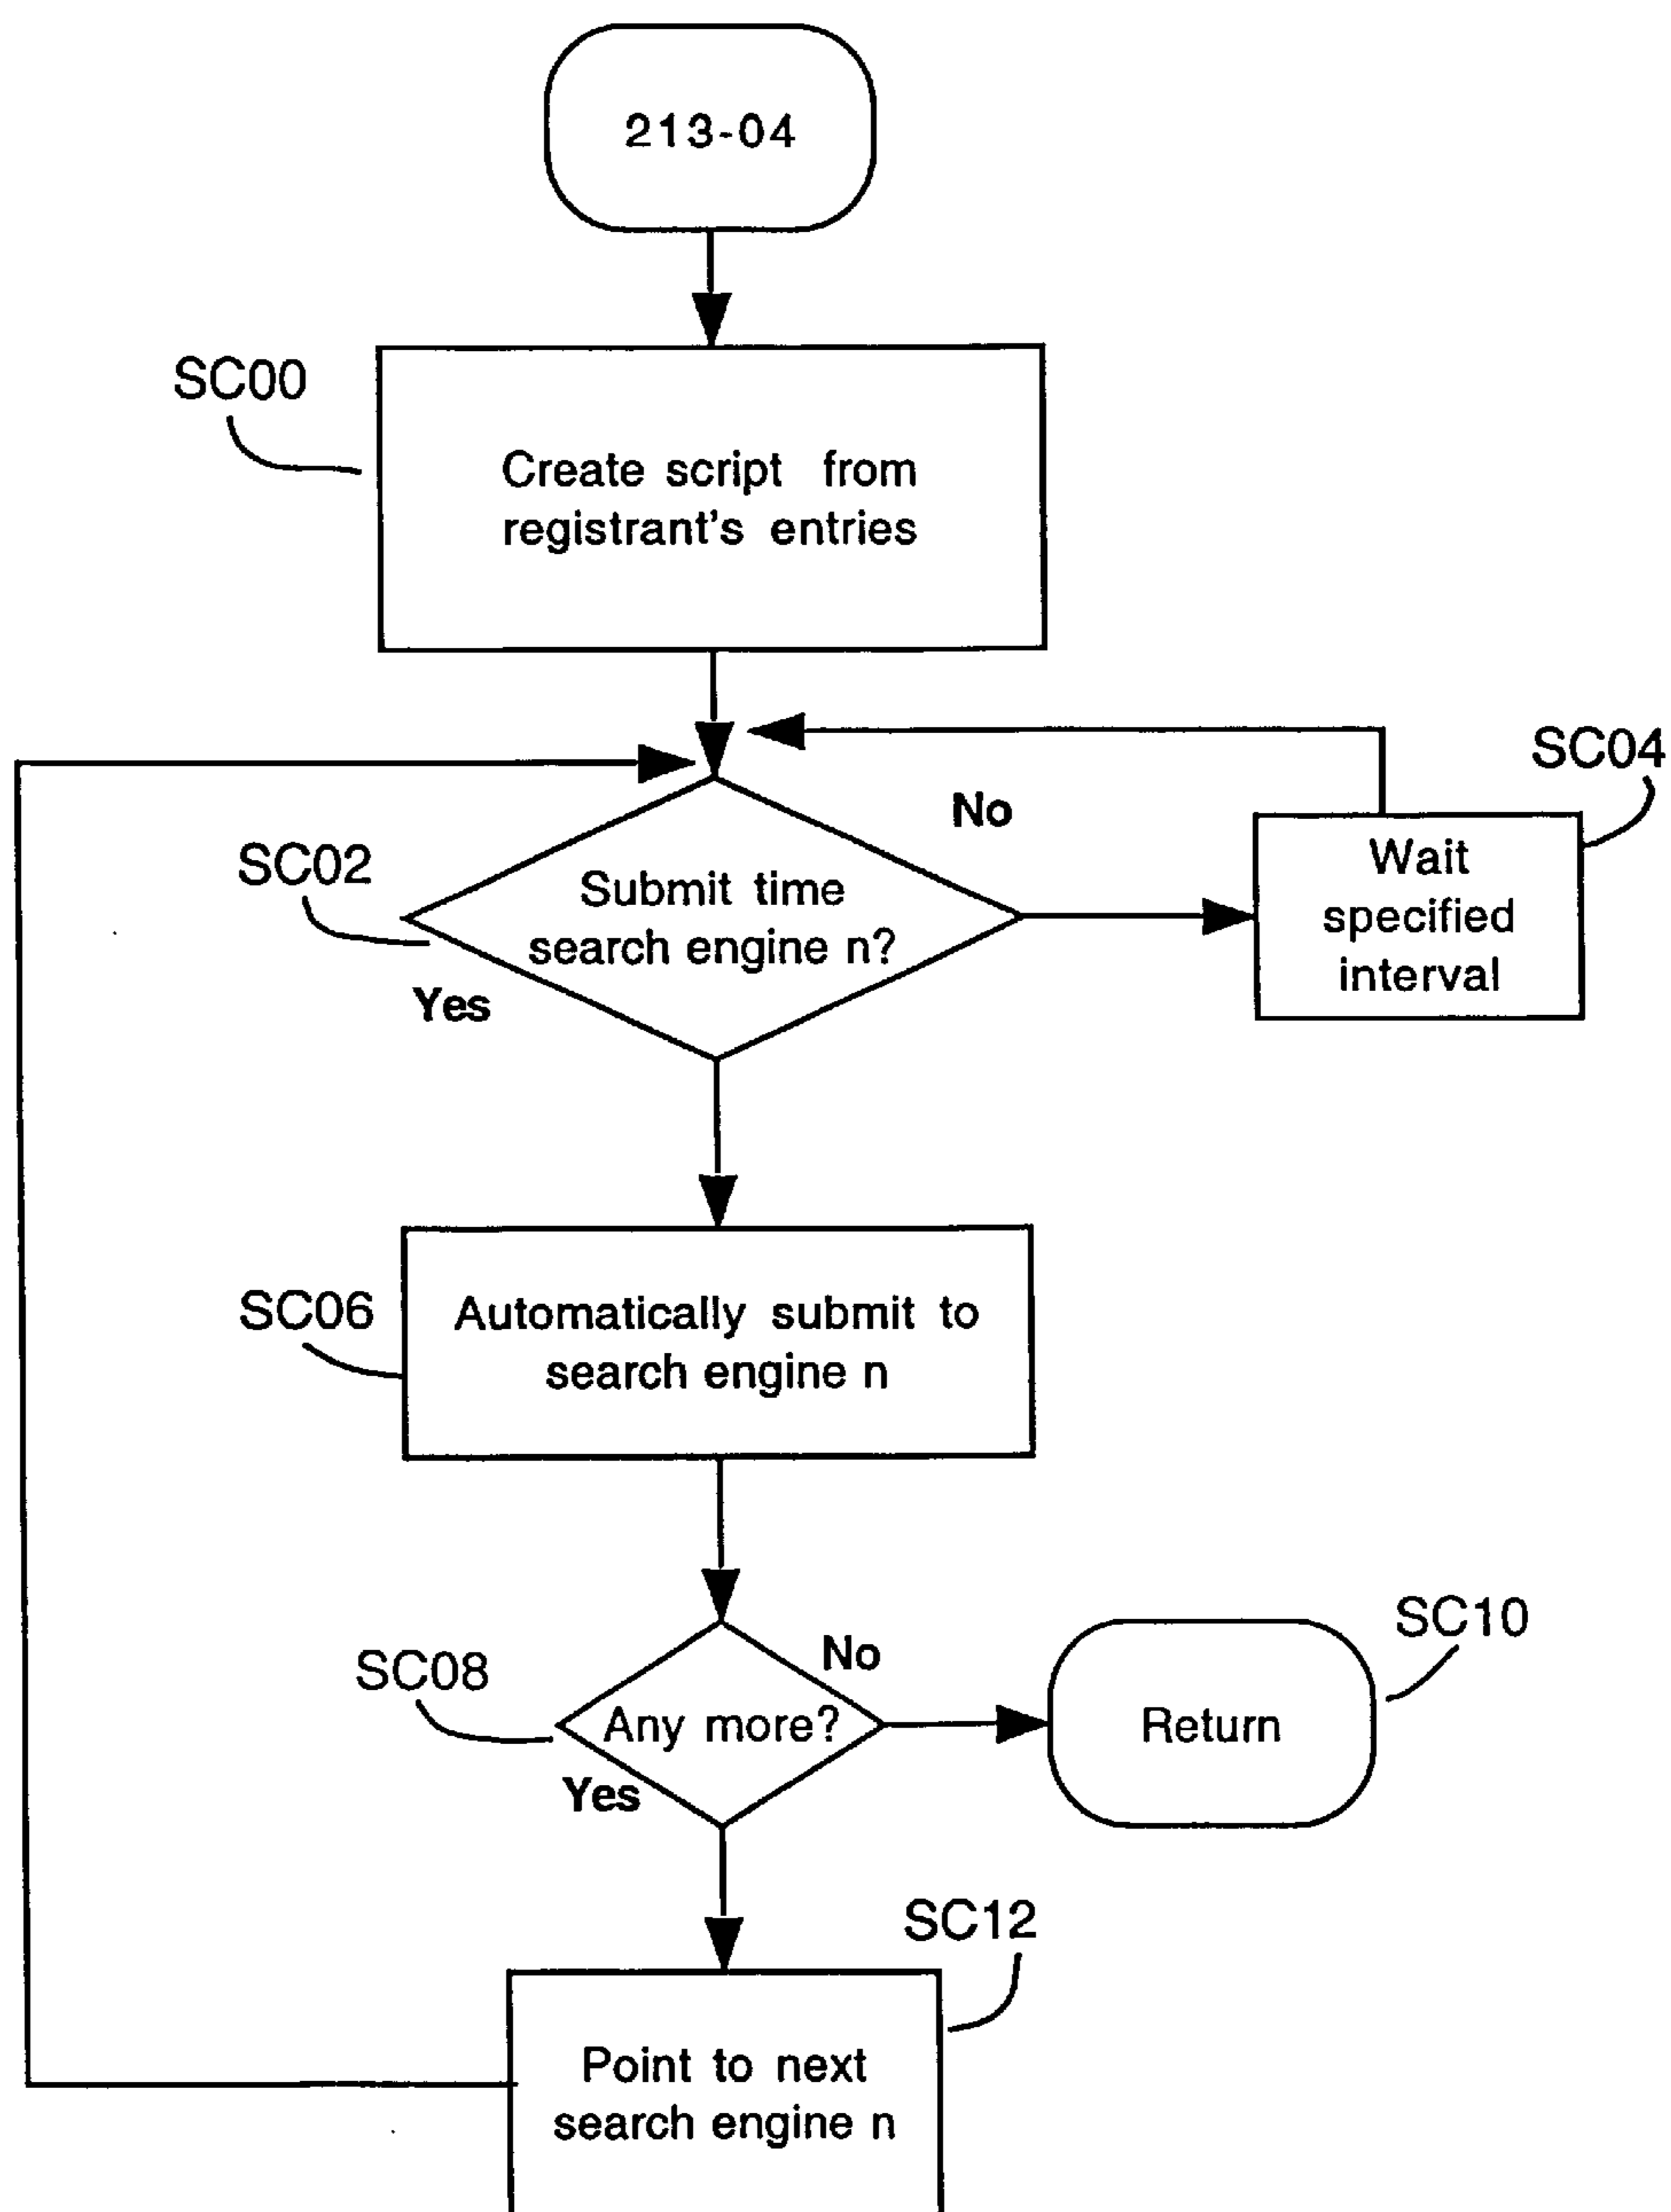 213-04
SC00
Create script from
registrant's entries
SC04
No
SC02
Submit time
search engine n?
Wait
specified
interval
Yes
SC06
Automatically submit to
search engine n
SC10
No
SC08
Any more?
Return
Yes
SC12
Point to next
search engine n